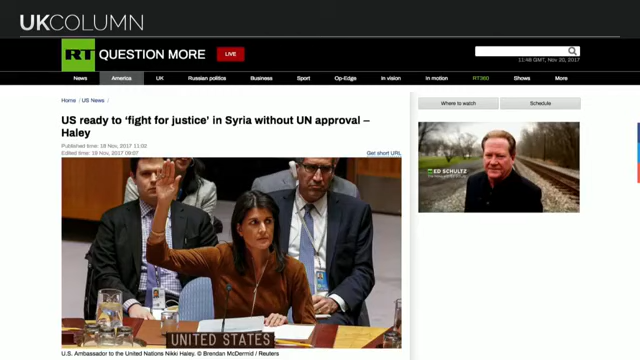 UKCOLUMN
RT QUESTION MORE LIVE
11:48 GMT, Nov 20, 2017
News America UK Russian politics Business Sport Op-Edge In vision In motion RT360 Shows More
Home / US News /
Where to watch Schedule
US ready to ‘fight for justice’ in Syria without UN approval –
Haley
Published time: 18 Nov, 2017 11:02
Edited time: 19 Nov, 2017 09:07
Get short URL
ED SCHULTZ
UNITED STATES
U.S. Ambassador to the United Nations Nikki Haley. © Brendan McDermid / Reuters